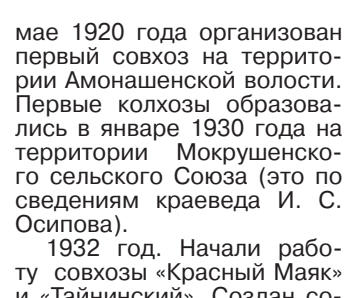 мае 1920 года организован
первый совхоз на террито-
рии Амонашенской волости.
Первые колхозы образова-
лись в январе 1930 года на
территории Мокрушенско-
го сельского Союза (это по
сведениям краеведа И. С.
Осипова).
1932 год. Начали рабо-
ту совхозы «Красный Маяк»
и «Тайнинский». Создан со-